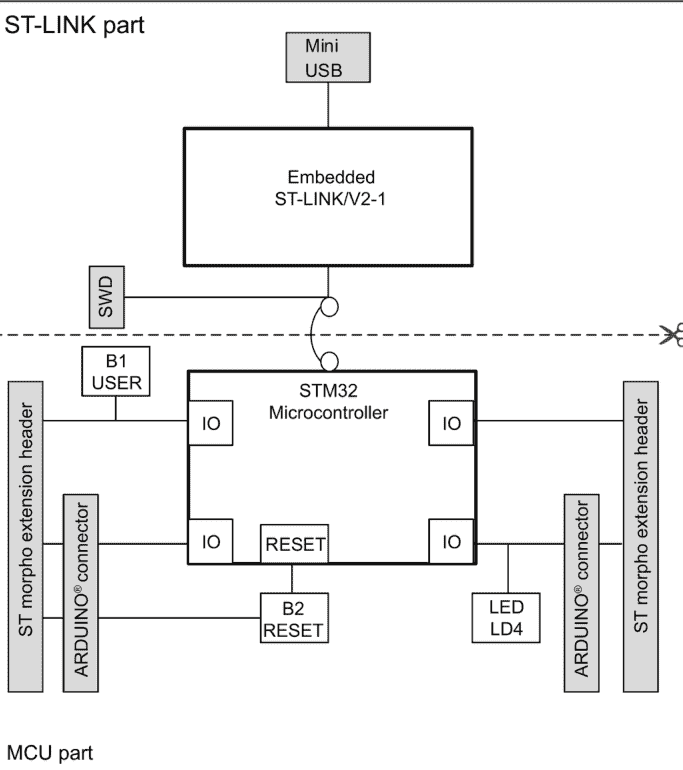 ST-LINK part
Mini
USB
Embedded
ST-LINK/V2-1
SWD
B1
USER
STM32
Microcontroller
IO
IO
IO
RESET
IO
B2
RESET
LED
LD4
ST morpho extension header
ARDUINO® connector
ARDUINO® connector
ST morpho extension header
MCU part